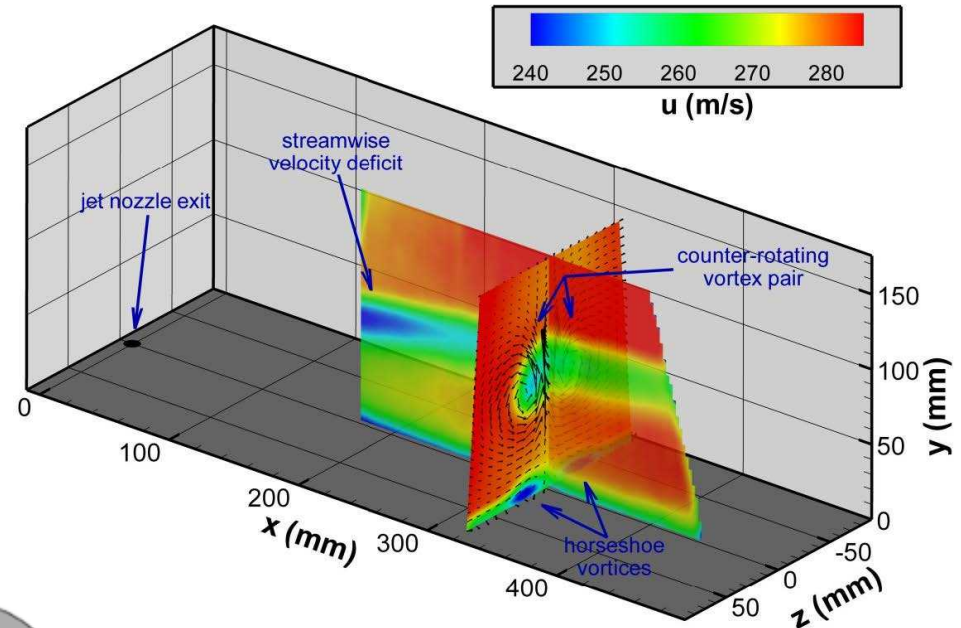 240 250 260 270 280
u (m/s)
streamwise
velocity deficit
jet nozzle exit
counter-rotating
vortex pair
horseshoe
vortices
0
100
200
300
400
x (mm)
150
100
50
0
y (mm)
-50
0
50
z (mm)